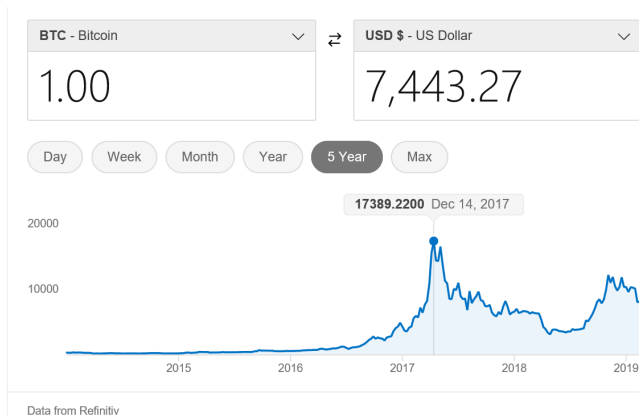 BTC - Bitcoin
USD $ - US Dollar
1.00
7,443.27
Day
Week
Month
Year
5 Year
Max
17389.2200 Dec 14, 2017
20000
10000
2015
2016
2017
2018
2019
Data from Refinitiv